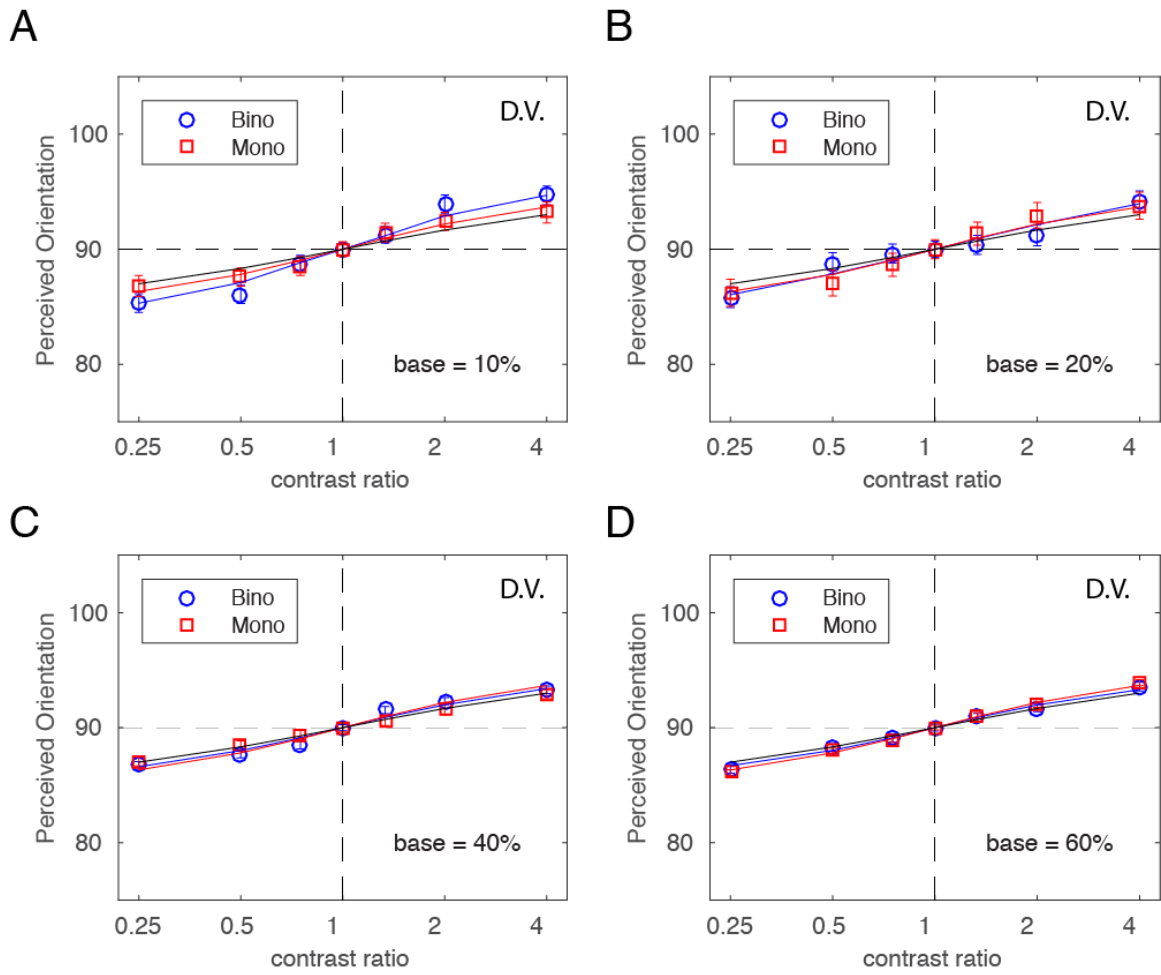 A
Perceived Orientation
100
90
80
Bino
Mono
D.V.
base = 10%
0.25 0.5 1 2 4
contrast ratio
B
Perceived Orientation
100
90
80
Bino
Mono
D.V.
base = 20%
0.25 0.5 1 2 4
contrast ratio
C
Perceived Orientation
100
90
80
Bino
Mono
D.V.
base = 40%
0.25 0.5 1 2 4
contrast ratio
D
Perceived Orientation
100
90
80
Bino
Mono
D.V.
base = 60%
0.25 0.5 1 2 4
contrast ratio